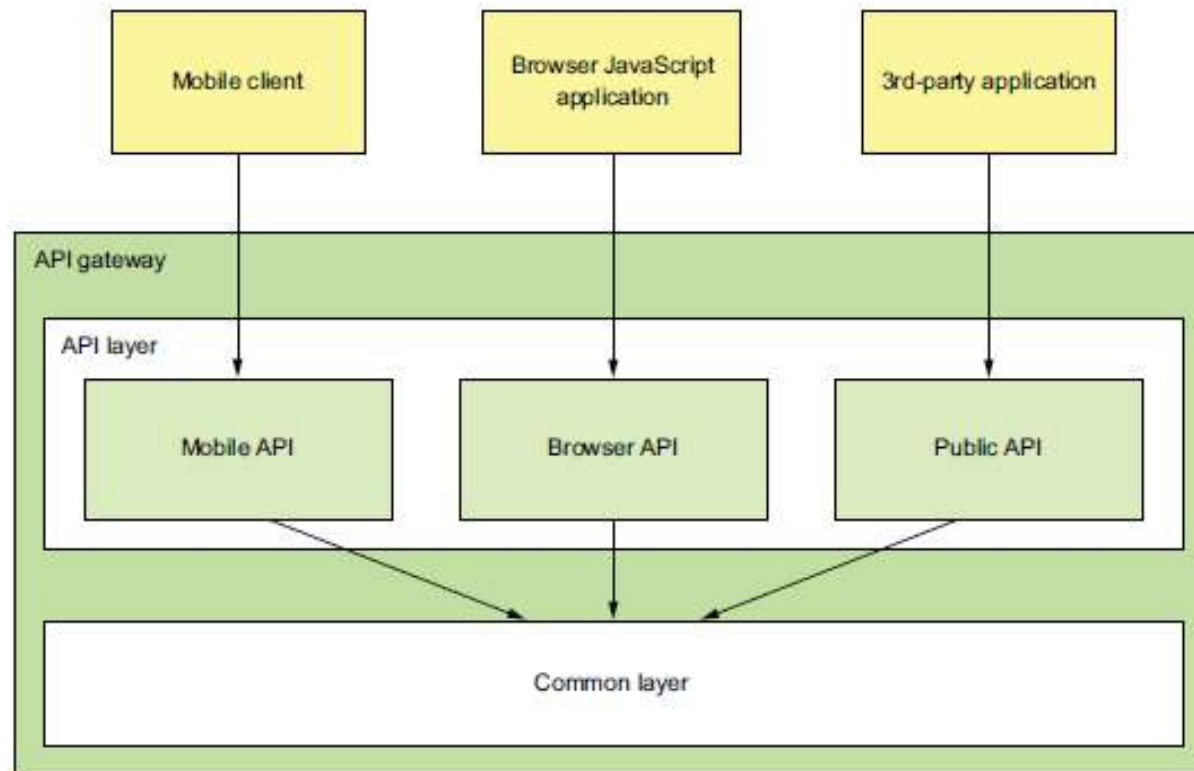 Mobile client
Browser JavaScript
application
3rd-party application
API gateway
API layer
Mobile API
Browser API
Public API
Common layer